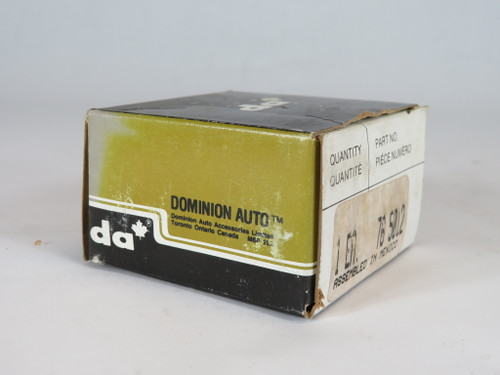 da
DOMINION AUTO™
Dominion Auto Accessories Limited
Toronto Ontario Canada
da
QUANTITY
QUANTITÉ
PART NO.
PIÈCE NUMÉRO
1 EA.
ASSEMBLED IN MEXICO